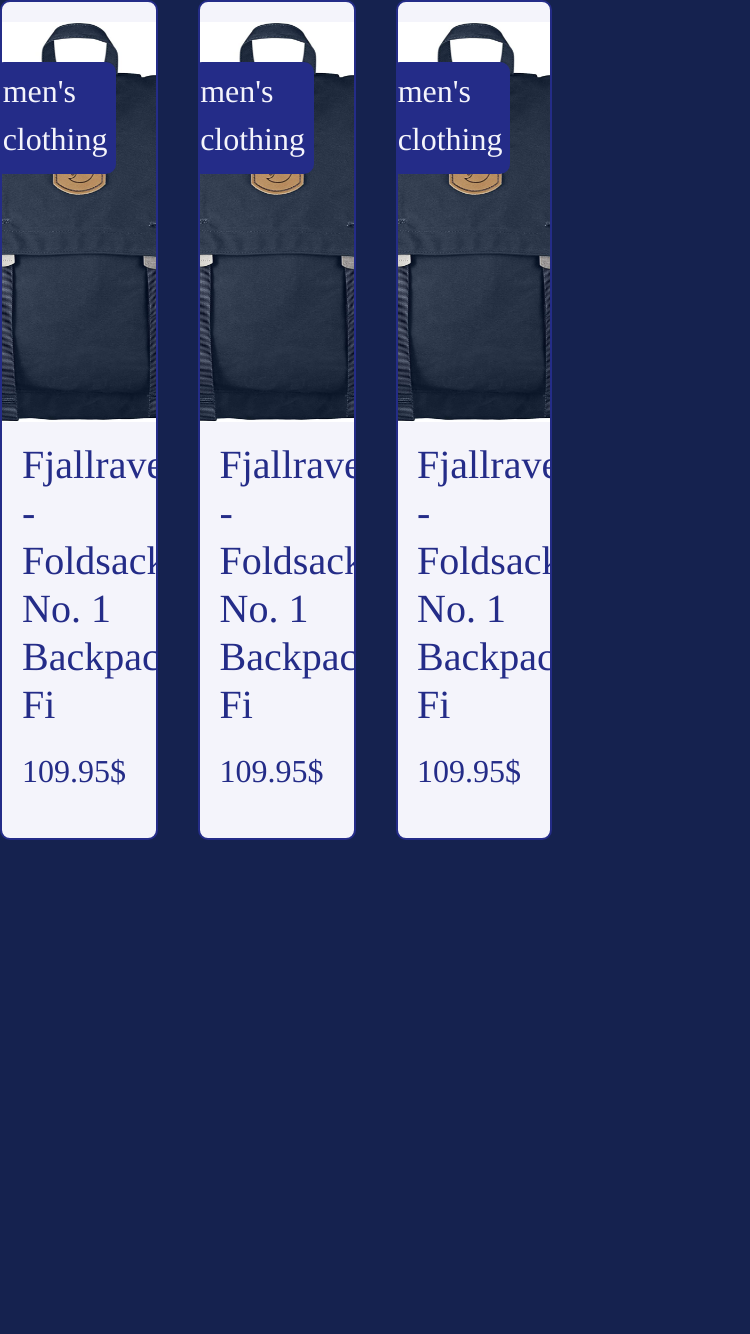 men's
clothing
Fjallrave
-
Foldsack
No. 1
Backpac
Fi
109.95$
men's
clothing
Fjallrave
-
Foldsack
No. 1
Backpac
Fi
109.95$
men's
clothing
Fjallrave
-
Foldsack
No. 1
Backpac
Fi
109.95$